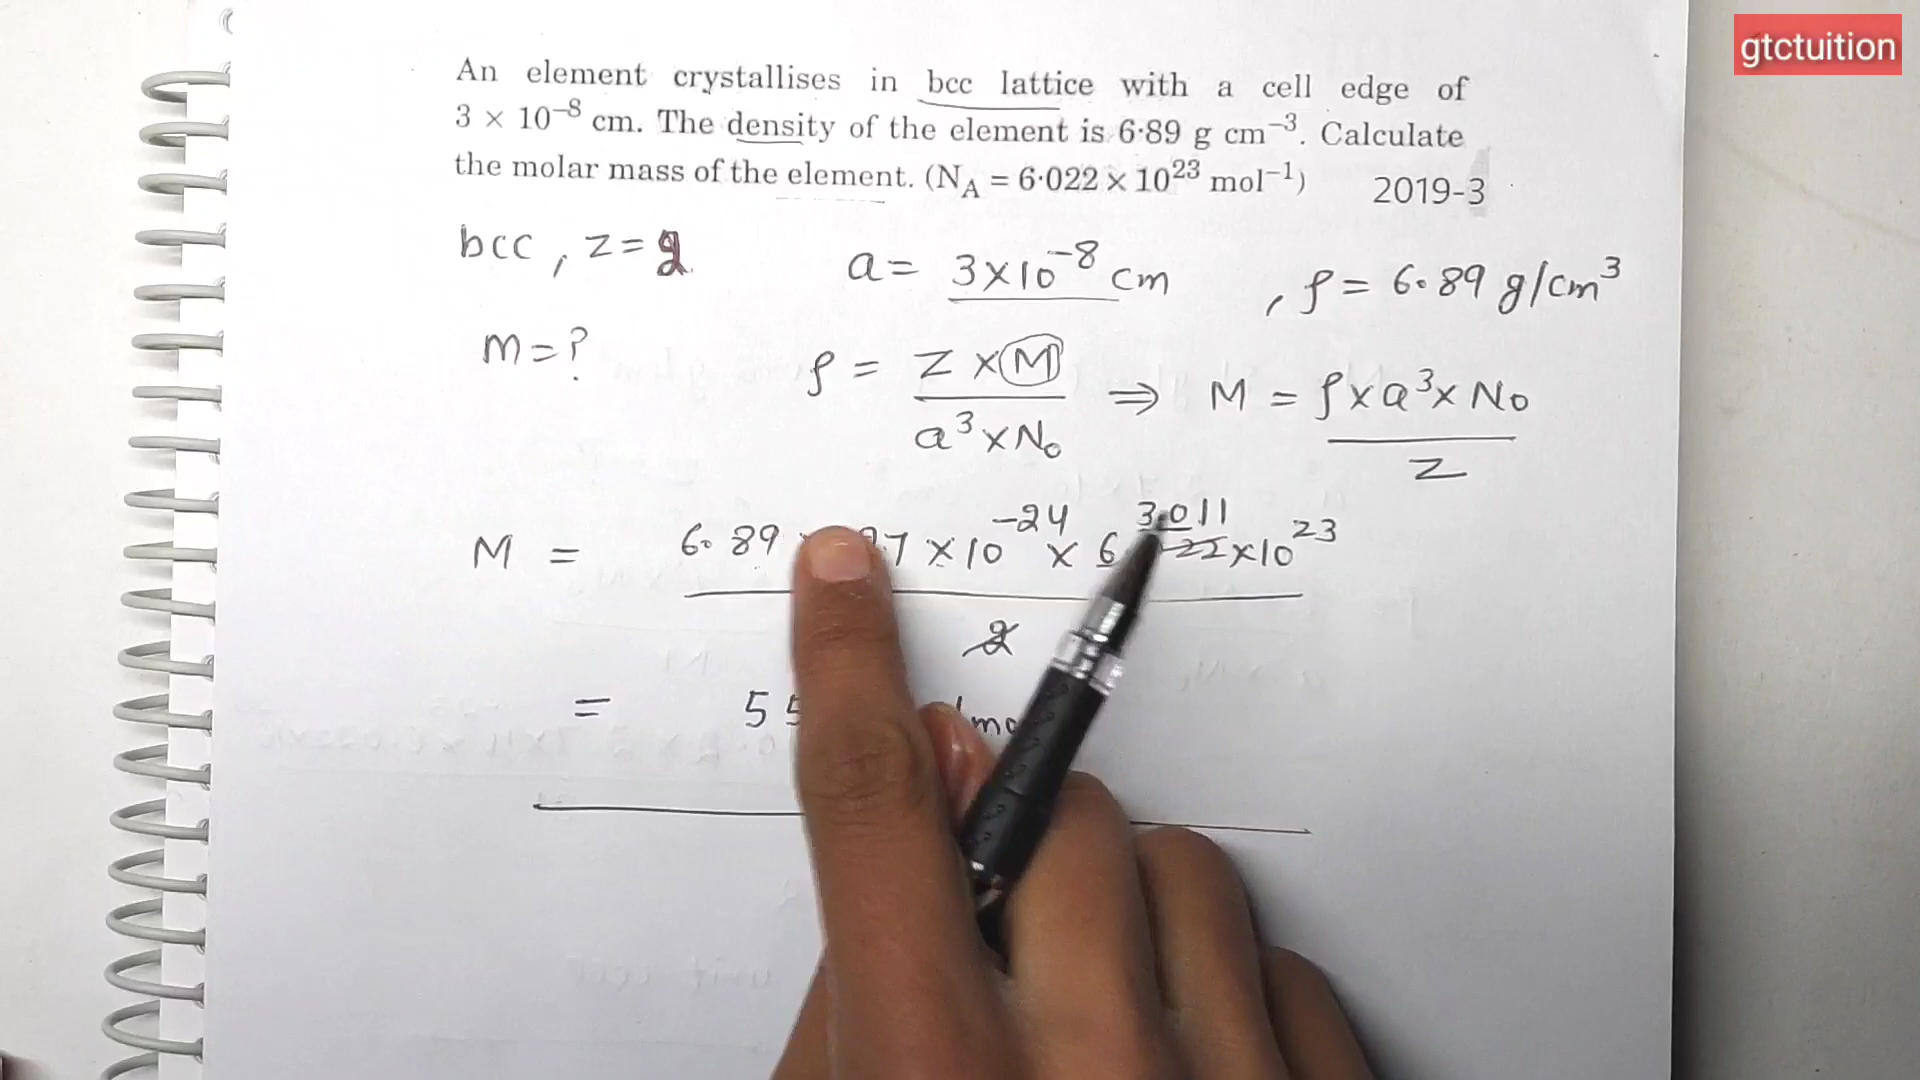 gtctuition
An element crystallises in bcc lattice with a cell edge of
3 × 10⁻⁸ cm. The density of the element is 6·89 g cm⁻³. Calculate
the molar mass of the element. (N_A = 6·022 × 10²³ mol⁻¹) 2019-3
bcc, z = 2 a = 3×10⁻⁸ cm , ρ = 6.89 g/cm³
M = ? ρ = Z × M / a³ × N₀ ⇒ M = ρ × a³ × N₀ / Z
3.011
M = 6.89 27 × 10⁻²⁴ × 6 22 × 10²³ / 2
= 55